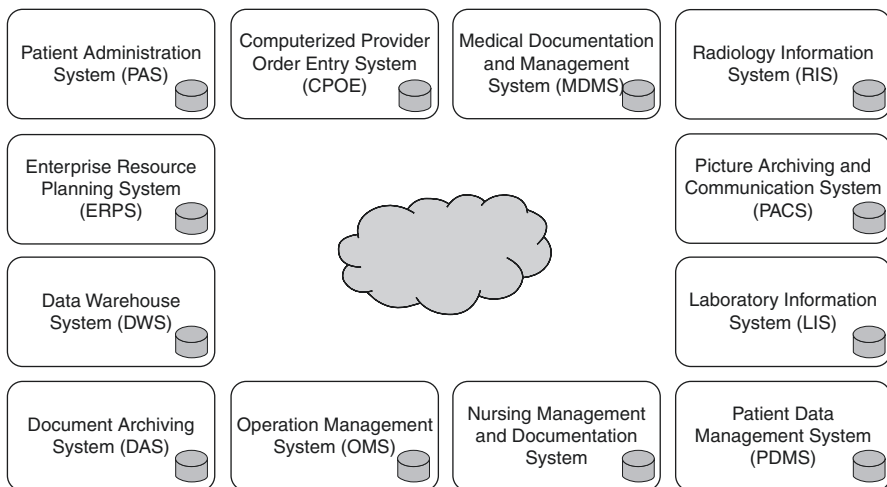 Patient Administration
System (PAS)
Computerized Provider
Order Entry System
(CPOE)
Medical Documentation
and Management
System (MDMS)
Radiology Information
System (RIS)
Enterprise Resource
Planning System
(ERPS)
Picture Archiving and
Communication System
(PACS)
Data Warehouse
System (DWS)
Laboratory Information
System (LIS)
Document Archiving
System (DAS)
Operation Management
System (OMS)
Nursing Management
and Documentation
System
Patient Data
Management System
(PDMS)